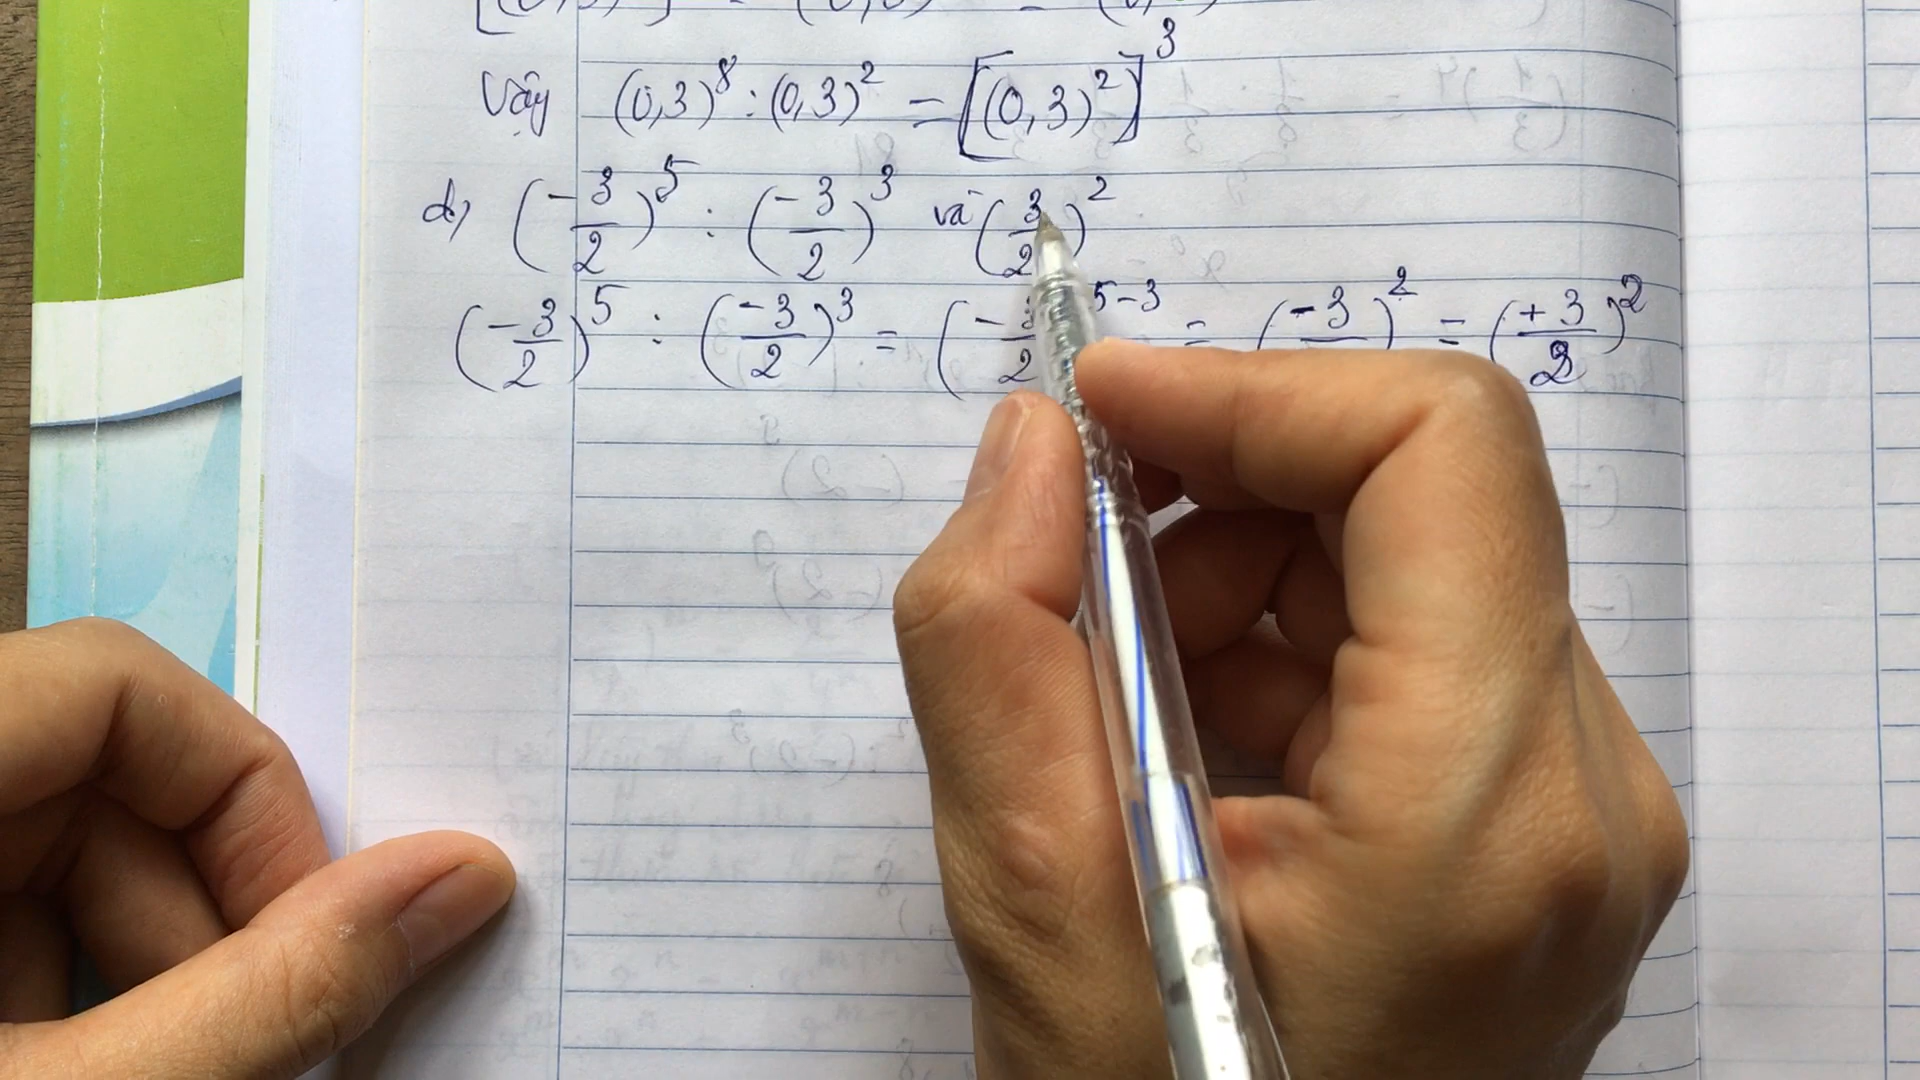 Vậy (0,3)^8 : (0,3)^2 = [(0,3)^2]^3
d) (-3/2)^5 : (-3/2)^3 và (3/2)^2
(-3/2)^5 : (-3/2)^3 = (-3/2)^5-3 = (-3/ )^2 = (+3/2)^2